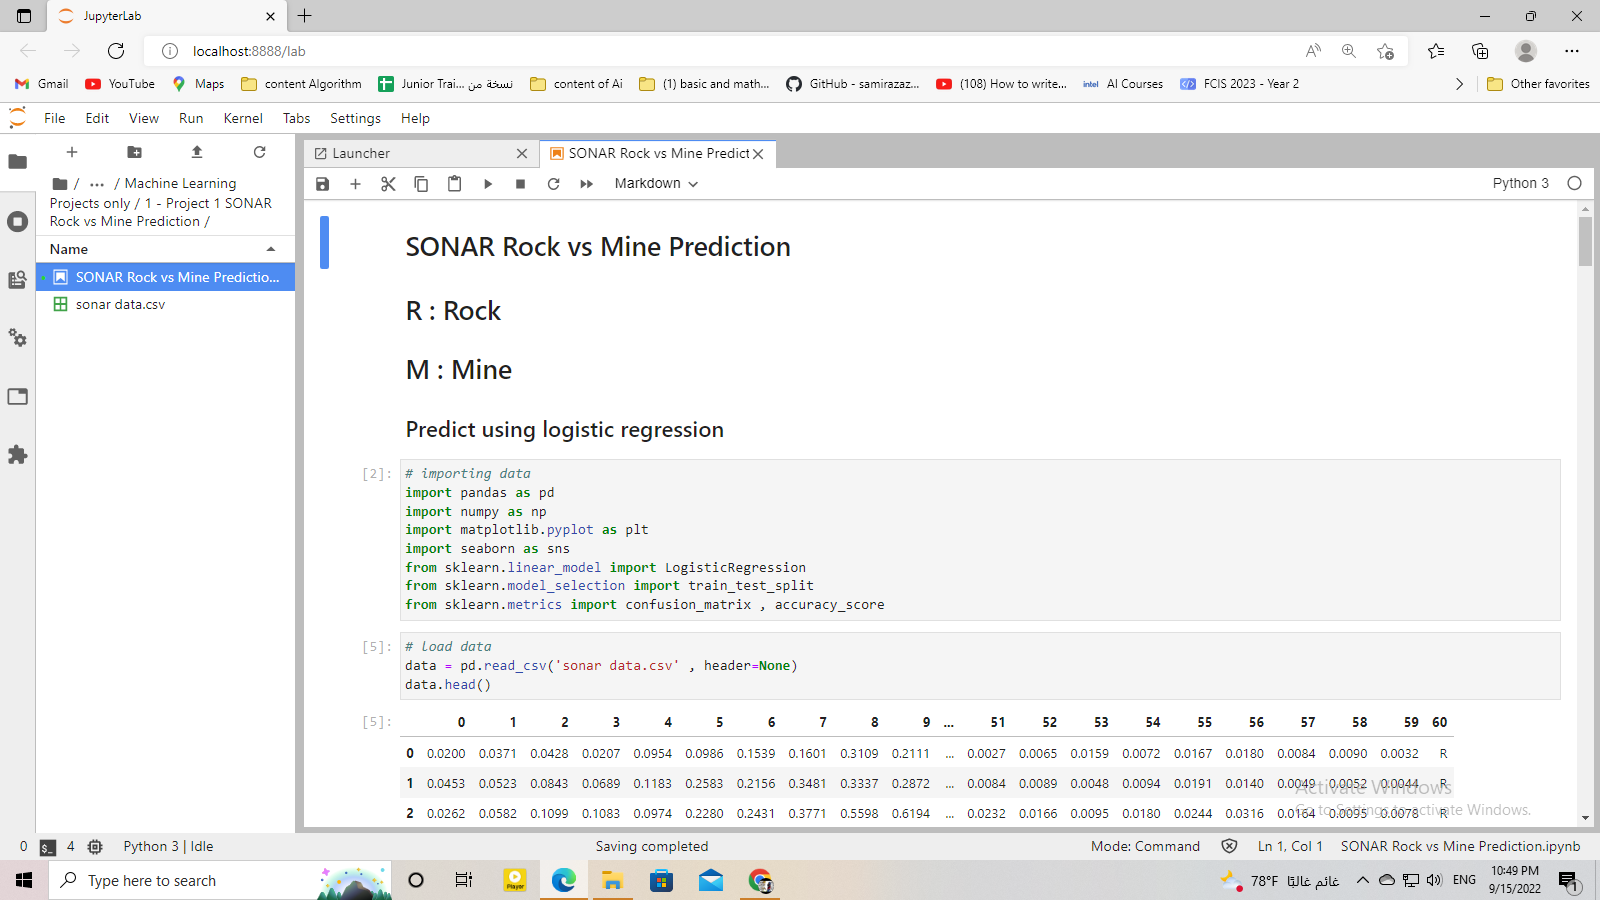 JupyterLab
localhost:8888/lab
Gmail YouTube Maps content Algorithm Junior Trai... نسخة من content of Ai (1) basic and math... GitHub - samirazaz... (108) How to write... intel AI Courses FCIS 2023 - Year 2 Other favorites
File Edit View Run Kernel Tabs Settings Help
Launcher SONAR Rock vs Mine Predict
Markdown Python 3
/ ... / Machine Learning
Projects only / 1 - Project 1 SONAR
Rock vs Mine Prediction /
Name
SONAR Rock vs Mine Predictio...
sonar data.csv
SONAR Rock vs Mine Prediction
R : Rock
M : Mine
Predict using logistic regression
[2]: # importing data
import pandas as pd
import numpy as np
import matplotlib.pyplot as plt
import seaborn as sns
from sklearn.linear_model import LogisticRegression
from sklearn.model_selection import train_test_split
from sklearn.metrics import confusion_matrix , accuracy_score
[5]: # load data
data = pd.read_csv('sonar data.csv' , header=None)
data.head()
[5]: 0 1 2 3 4 5 6 7 8 9 ... 51 52 53 54 55 56 57 58 59 60
0 0.0200 0.0371 0.0428 0.0207 0.0954 0.0986 0.1539 0.1601 0.3109 0.2111 ... 0.0027 0.0065 0.0159 0.0072 0.0167 0.0180 0.0084 0.0090 0.0032 R
1 0.0453 0.0523 0.0843 0.0689 0.1183 0.2583 0.2156 0.3481 0.3337 0.2872 ... 0.0084 0.0089 0.0048 0.0094 0.0191 0.0140 0.0049 0.0052 0.0044 R
2 0.0262 0.0582 0.1099 0.1083 0.0974 0.2280 0.2431 0.3771 0.5598 0.6194 ... 0.0232 0.0166 0.0095 0.0180 0.0244 0.0316 0.0164 0.0095 0.0078 R
Activate Windows
Go to Settings to activate Windows.
0 4 Python 3 | Idle Saving completed Mode: Command Ln 1, Col 1 SONAR Rock vs Mine Prediction.ipynb
Type here to search
Player
78°F غائم غالبًا ENG
10:49 PM
9/15/2022
1